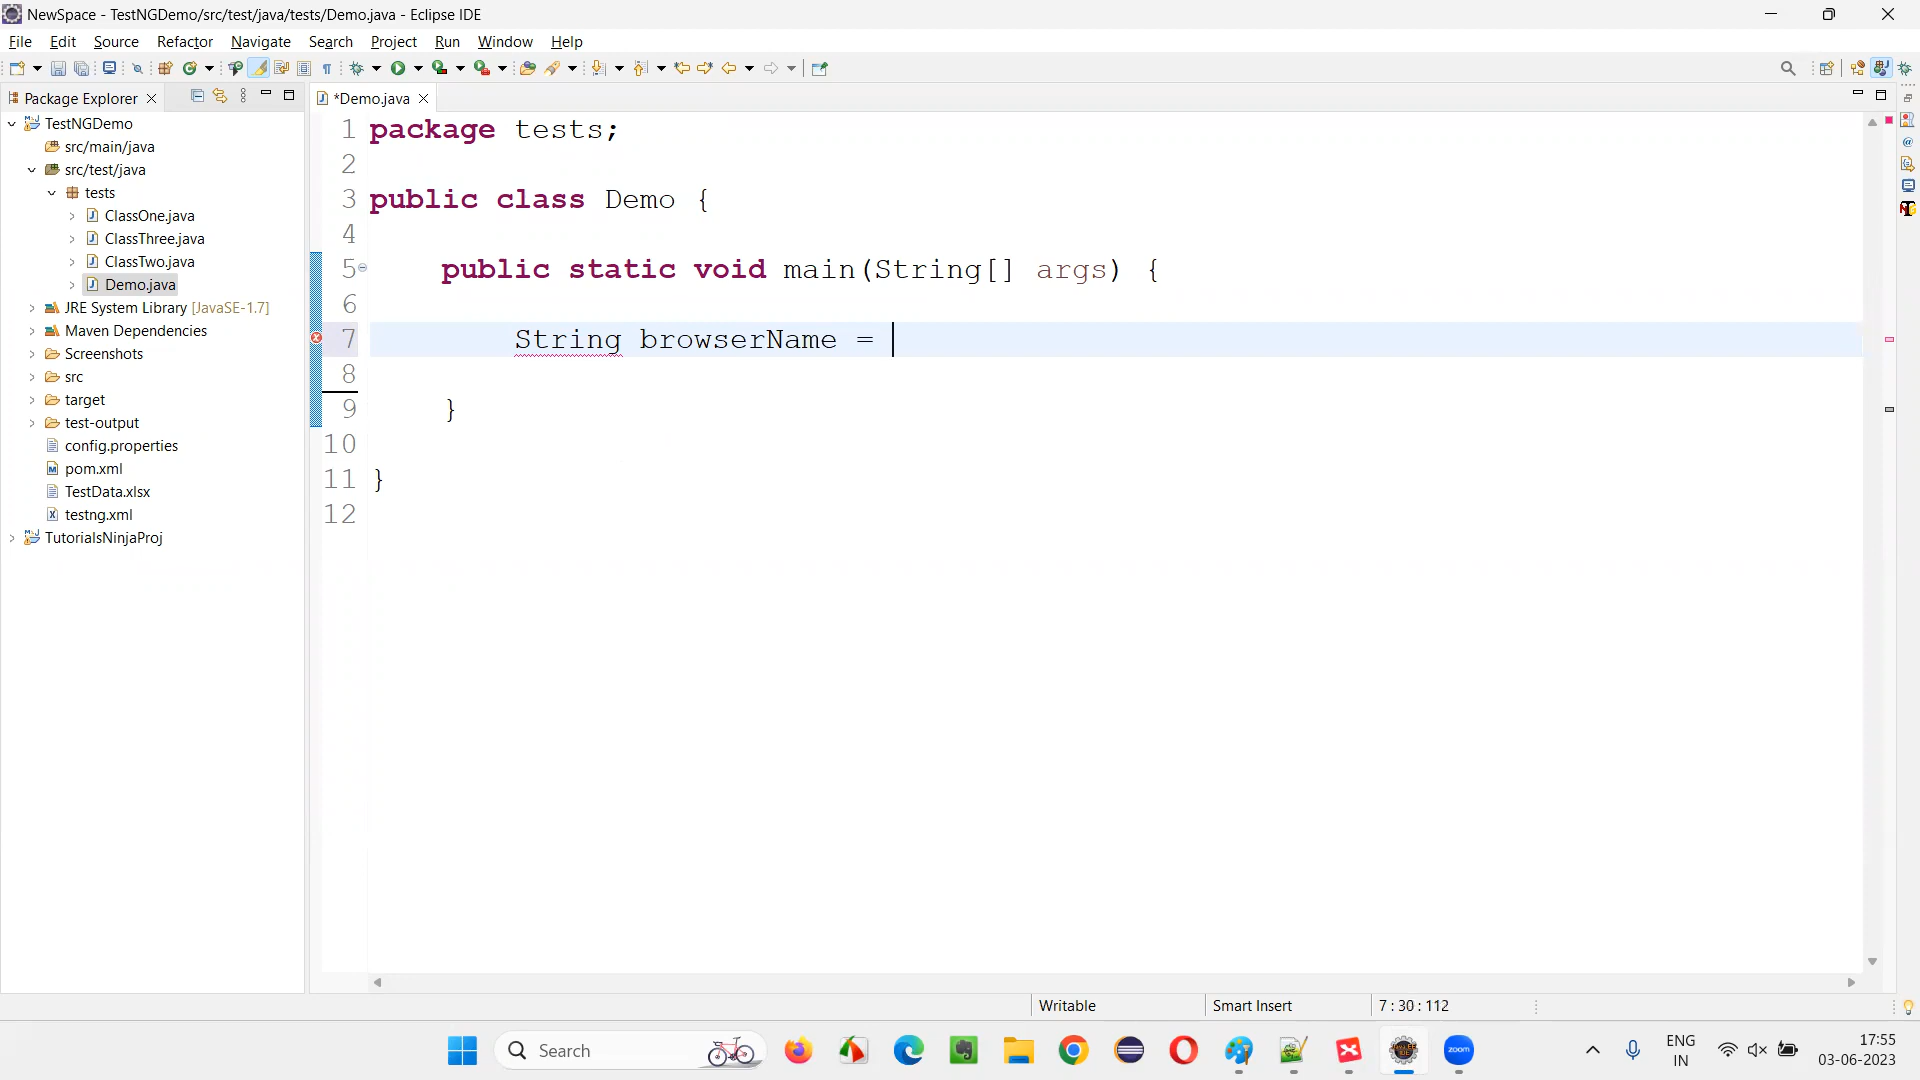 NewSpace - TestNGDemo/src/test/java/tests/Demo.java - Eclipse IDE
File Edit Source Refactor Navigate Search Project Run Window Help
Package Explorer
*Demo.java
TestNGDemo
src/main/java
src/test/java
tests
ClassOne.java
ClassThree.java
ClassTwo.java
Demo.java
JRE System Library [JavaSE-1.7]
Maven Dependencies
Screenshots
src
target
test-output
config.properties
pom.xml
TestData.xlsx
testng.xml
TutorialsNinjaProj
1 package tests;
2
3 public class Demo {
4
5 public static void main(String[] args) {
6
7 String browserName =
8
9 }
10
11 }
12
Writable Smart Insert 7 : 30 : 112
Search
zoom
ENG
IN
17:55
03-06-2023